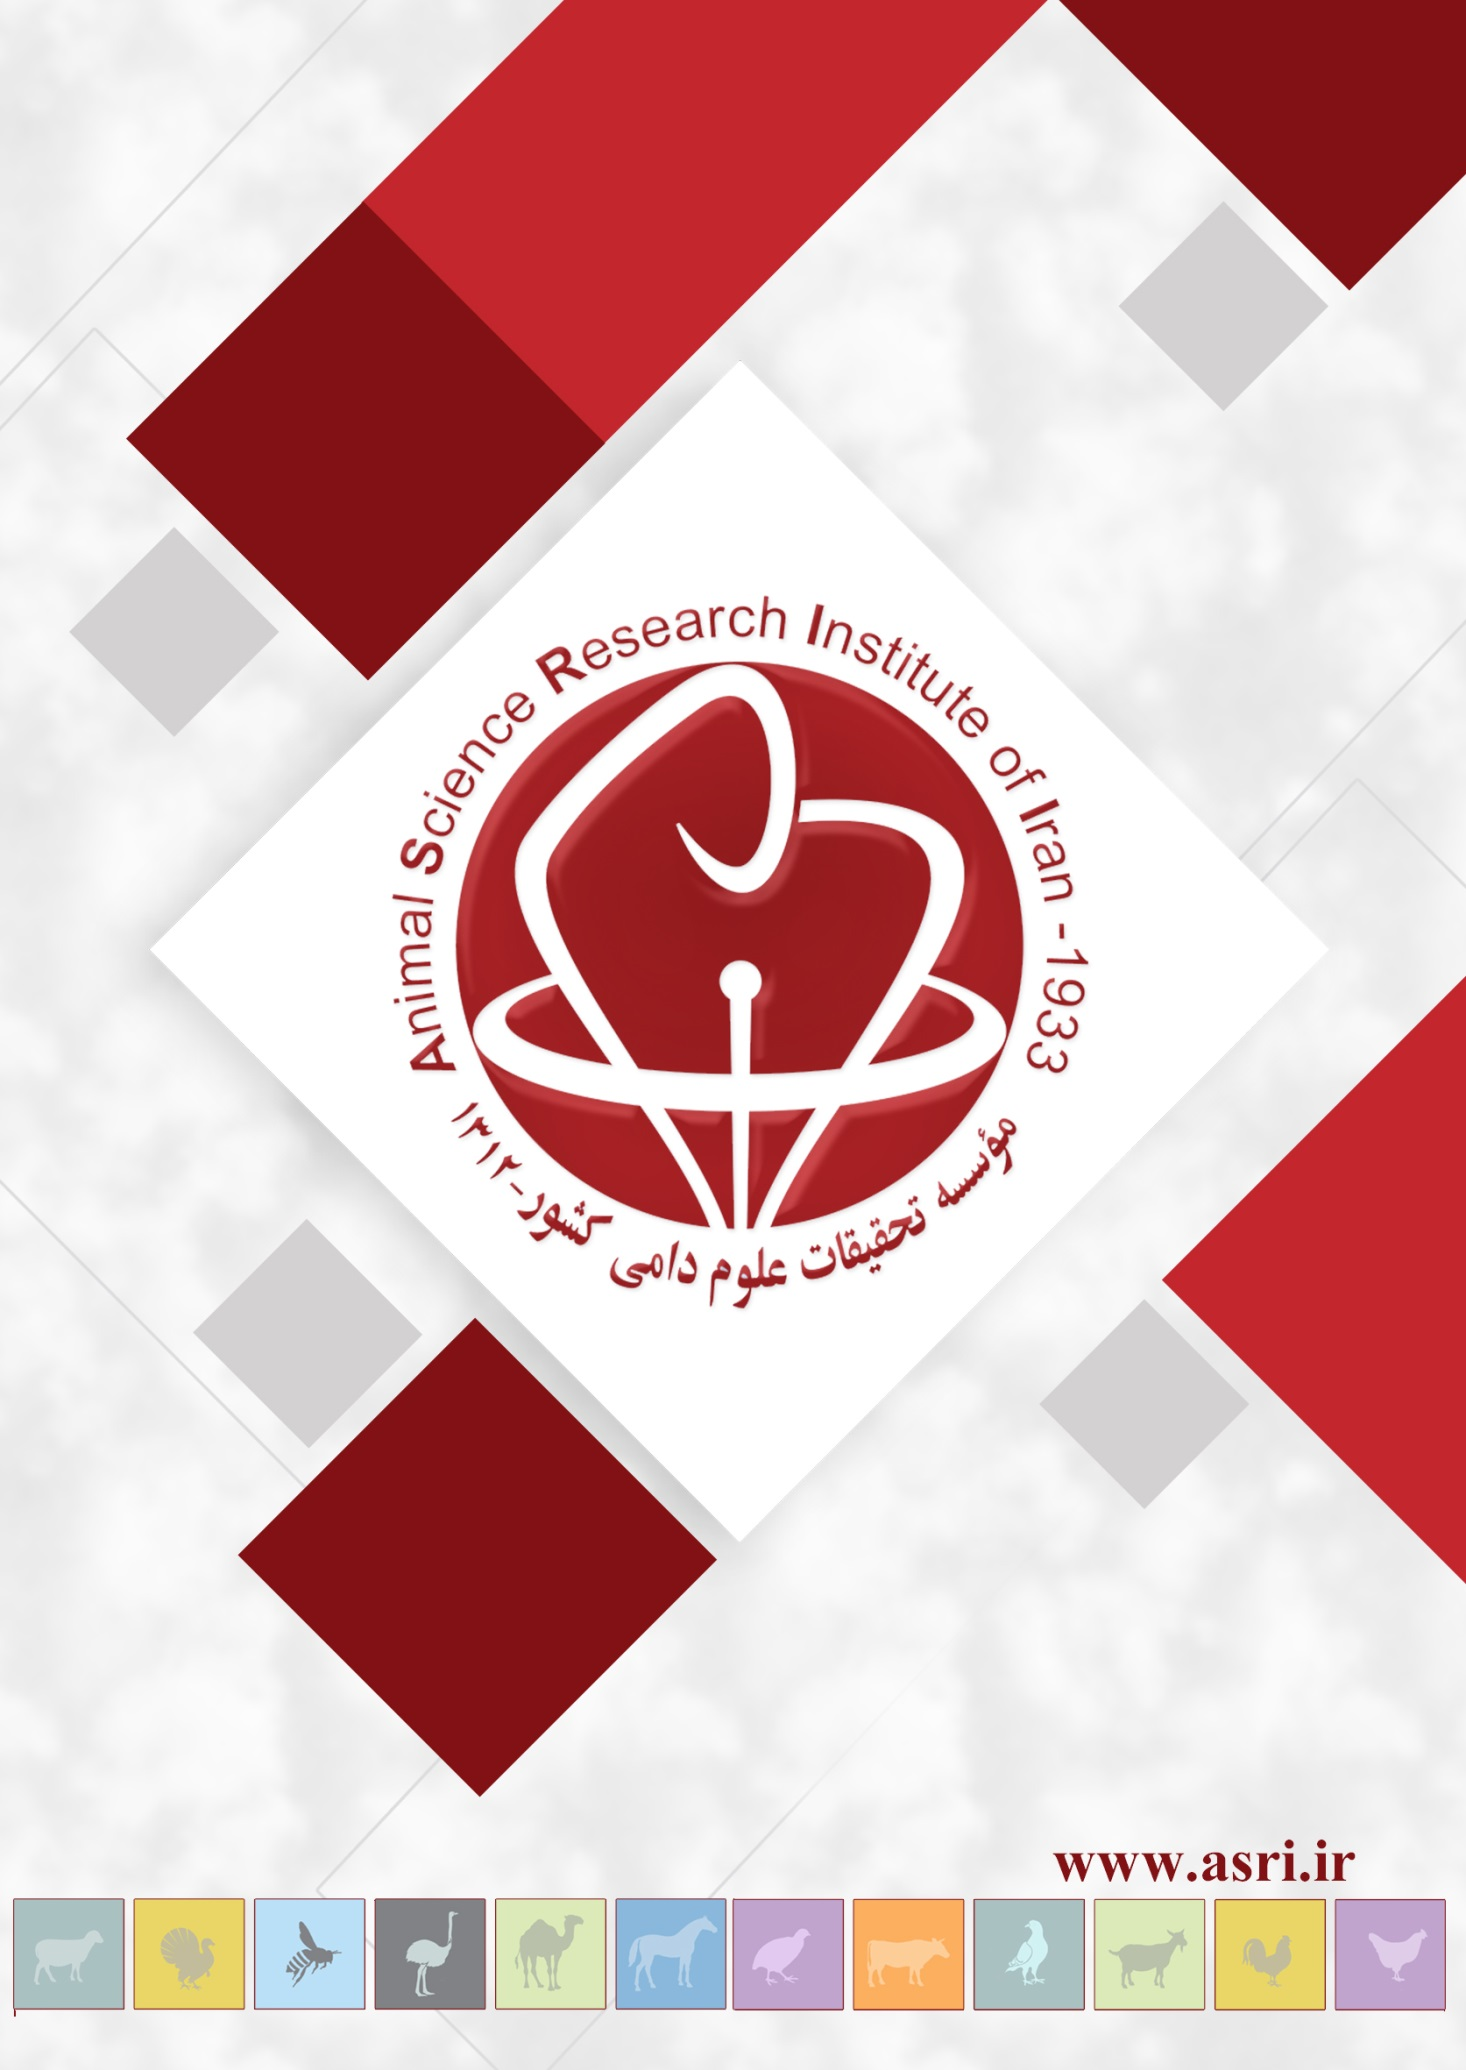 Animal Science Research Institute of Iran - 1933
مؤسسه تحقیقات علوم دامی کشور-۱۳۱۲
www.asri.ir